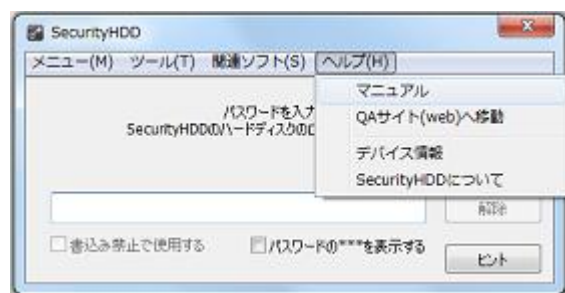 SecurityHDD
メニュー(M) ツール(T) 関連ソフト(S) ヘルプ(H)
マニュアル
QAサイト(web)へ移動
デバイス情報
SecurityHDDについて
パスワードを入力
SecurityHDDのハードディスクのロ
解除
書込み禁止で使用する
パスワードの***を表示する
ヒント